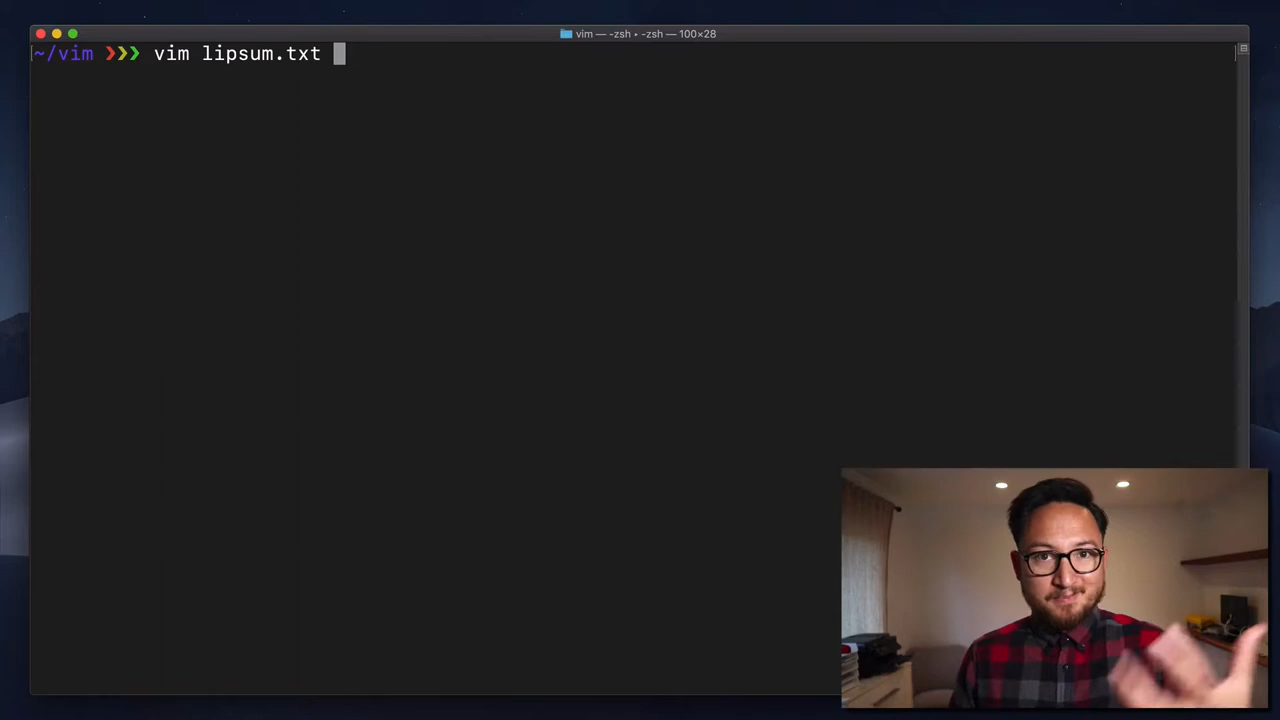 vim — -zsh ▸ -zsh — 100×28
~/vim ❯❯❯ vim lipsum.txt